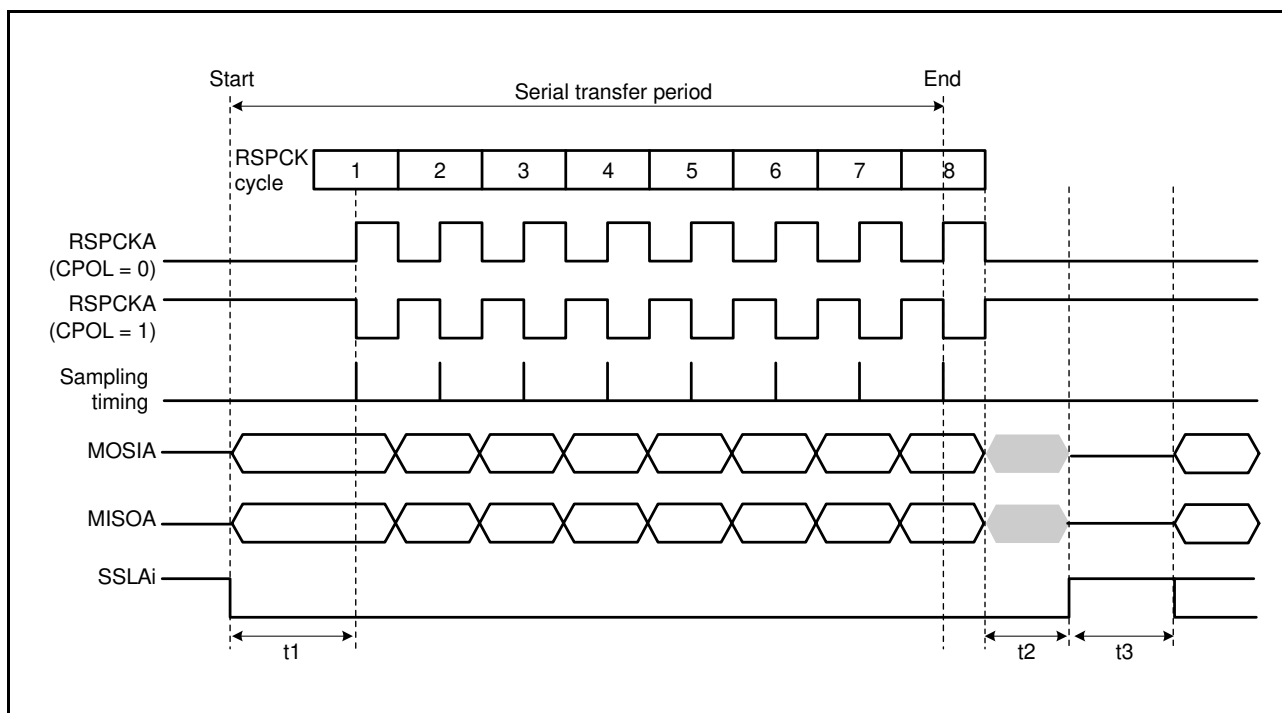 Start
End
Serial transfer period
RSPCK
cycle
1 2 3 4 5 6 7 8
RSPCKA
(CPOL = 0)
RSPCKA
(CPOL = 1)
Sampling
timing
MOSIA
MISOA
SSLAi
t1
t2
t3